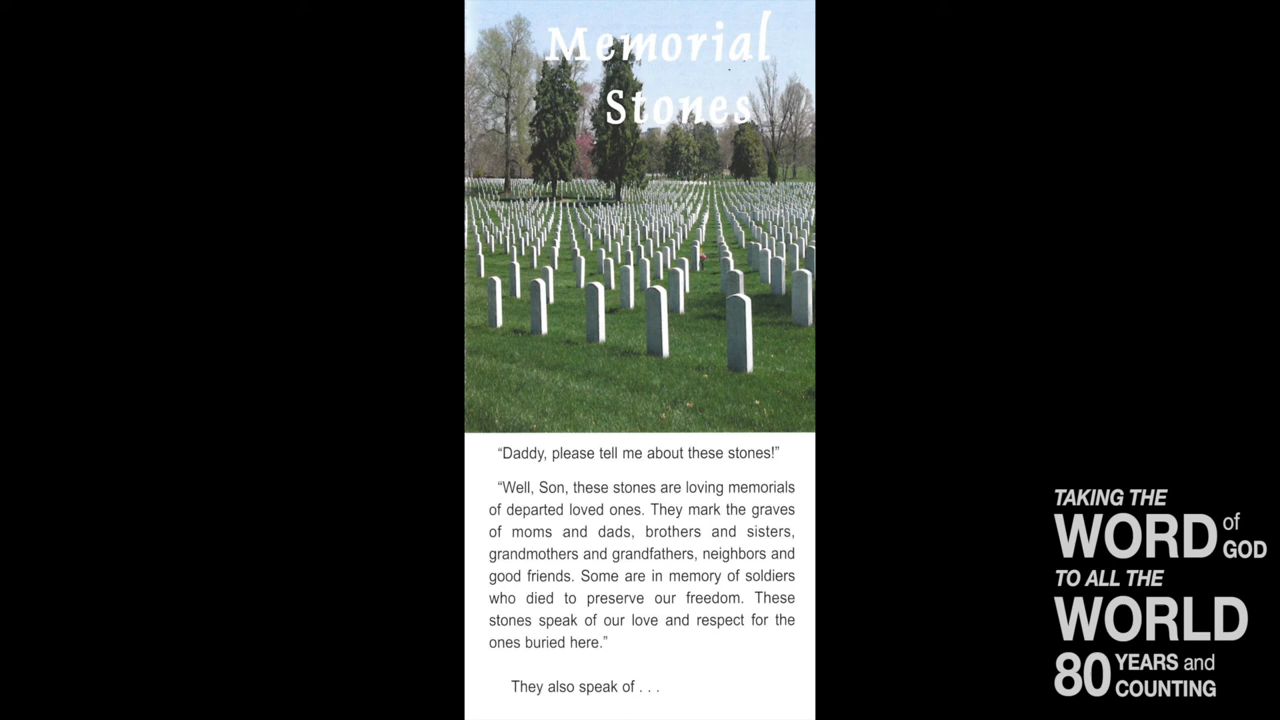 Memorial
Stones
“Daddy, please tell me about these stones!”
“Well, Son, these stones are loving memorials
of departed loved ones. They mark the graves
of moms and dads, brothers and sisters,
grandmothers and grandfathers, neighbors and
good friends. Some are in memory of soldiers
who died to preserve our freedom. These
stones speak of our love and respect for the
ones buried here.”
They also speak of . . .
TAKING THE
WORD of GOD
TO ALL THE
WORLD
80 YEARS and
COUNTING